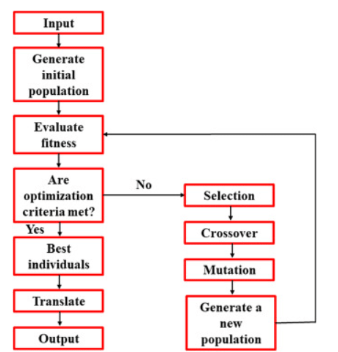 Input
Generate
initial
population
Evaluate
fitness
Are
optimization
criteria met?
No
Yes
Best
individuals
Translate
Output
Selection
Crossover
Mutation
Generate a
new
population